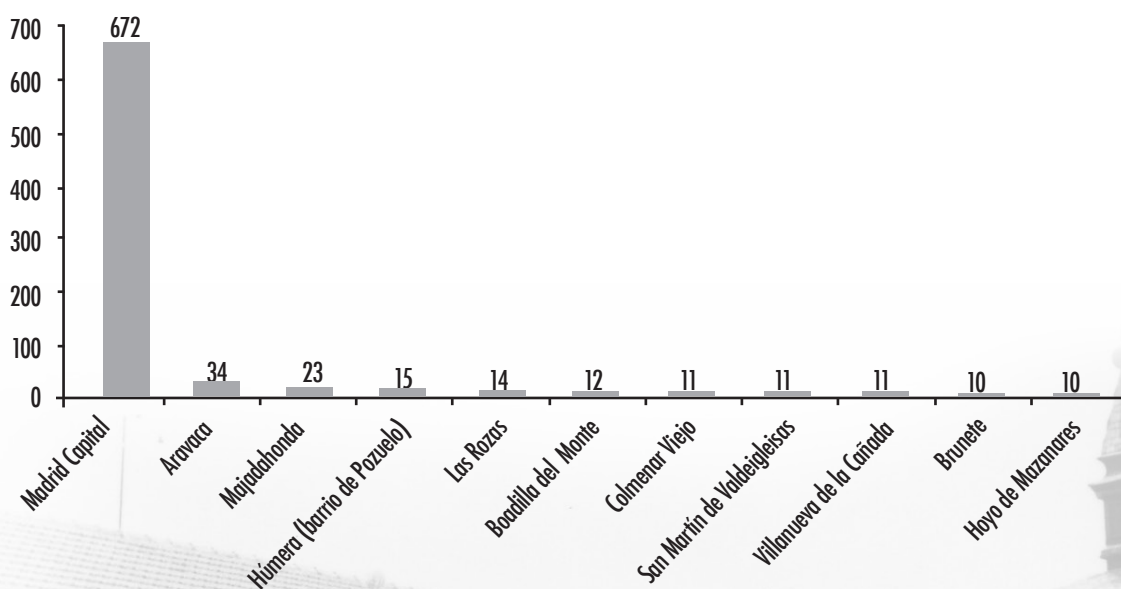 700
600
500
400
300
200
100
0
672
34
23
15
14
12
11
11
11
10
10
Madrid Capital
Aravaca
Majadahonda
Húmera (barrio de Pozuelo)
Las Rozas
Boadilla del Monte
Colmenar Viejo
San Martín de Valdeigleisas
Villanueva de la Cañada
Brunete
Hoyo de Mazanares